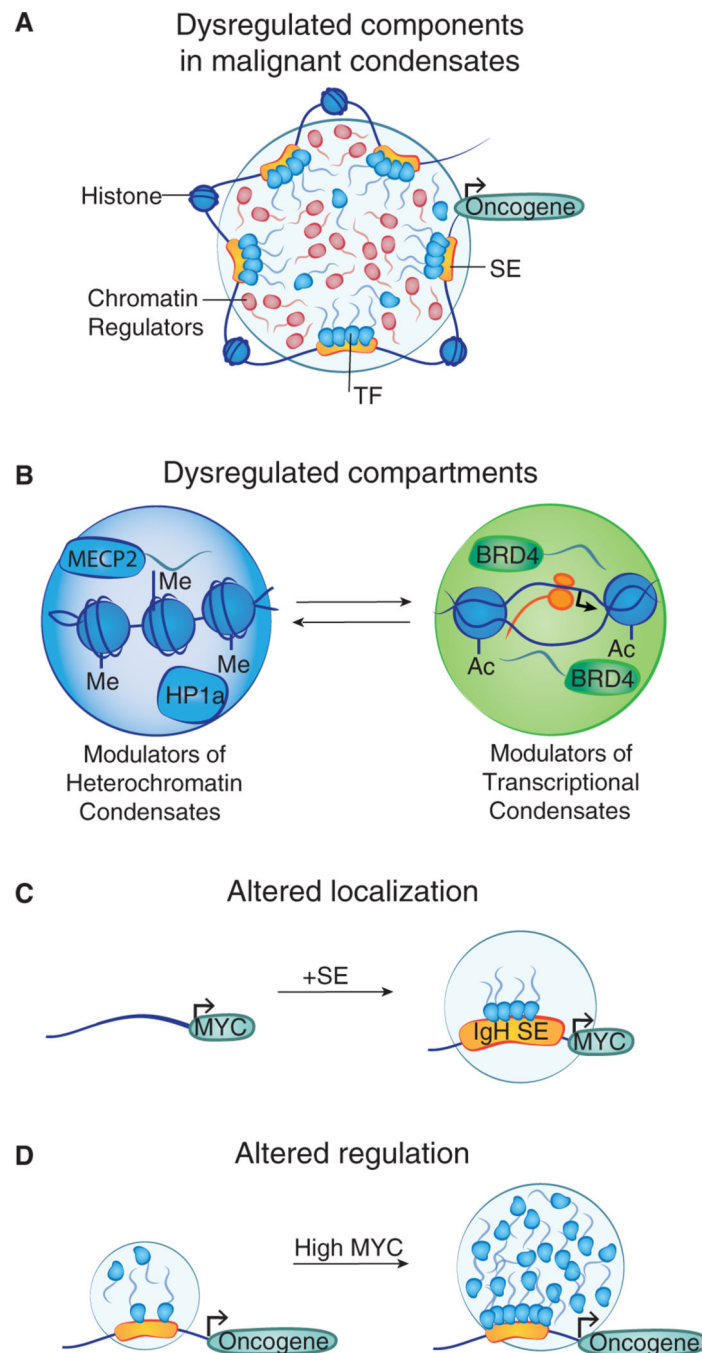 A
Dysregulated components
in malignant condensates
Histone
Oncogene
SE
Chromatin
Regulators
TF
B
Dysregulated compartments
MECP2
Me
Me
Me
HP1a
BRD4
Ac
Ac
BRD4
Modulators of
Heterochromatin
Condensates
Modulators of
Transcriptional
Condensates
C
Altered localization
MYC
+SE
IgH SE
MYC
D
Altered regulation
High MYC
Oncogene
Oncogene